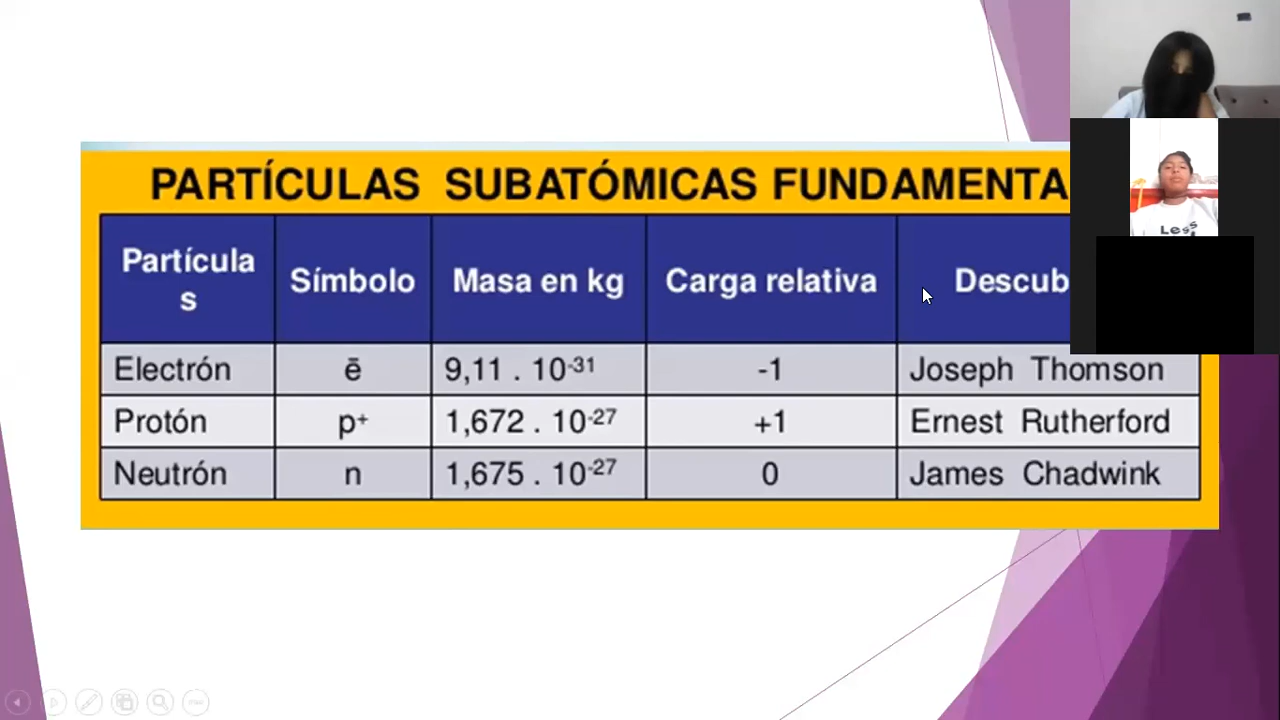 PARTÍCULAS SUBATÓMICAS FUNDAMENTA
Partícula
s
Símbolo
Masa en kg
Carga relativa
Descub
Electrón ē 9,11 . 10⁻³¹ -1 Joseph Thomson
Protón p⁺ 1,672 . 10⁻²⁷ +1 Ernest Rutherford
Neutrón n 1,675 . 10⁻²⁷ 0 James Chadwink
Less